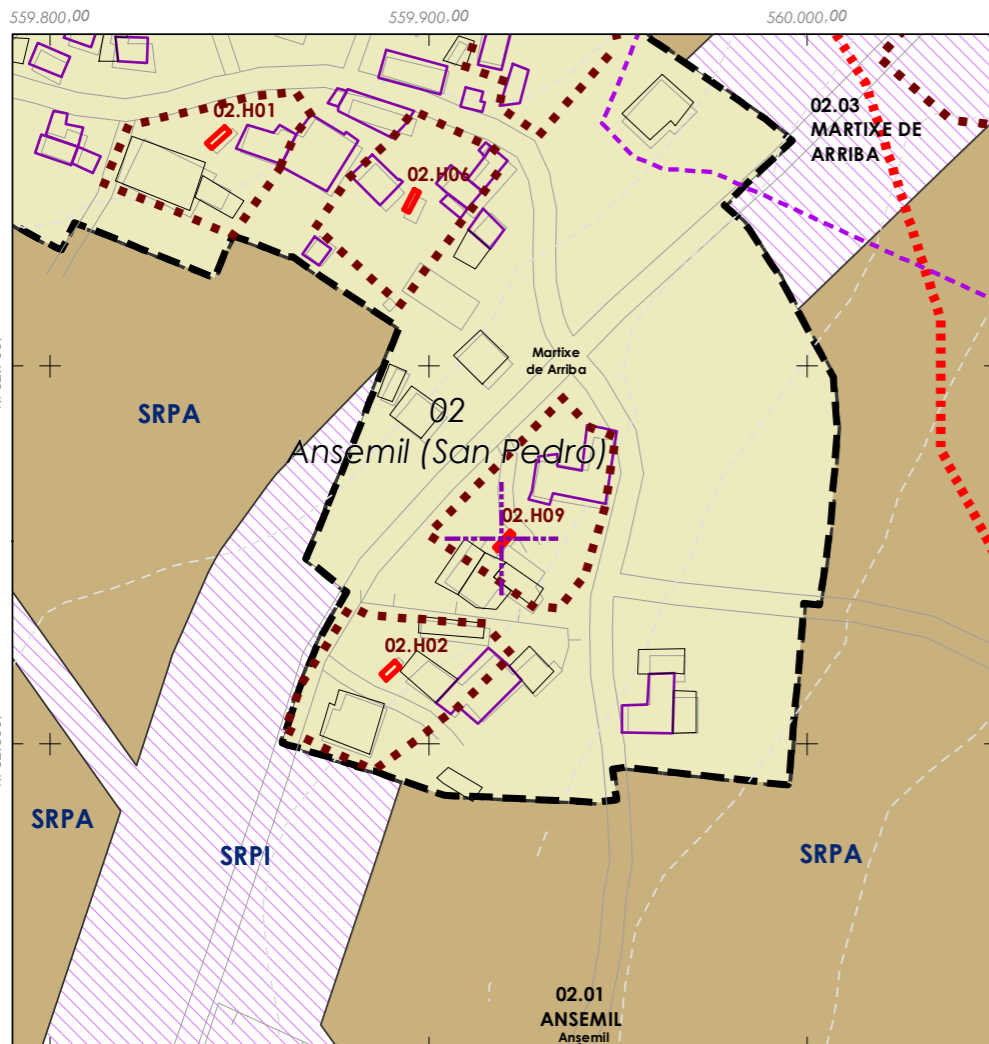 559.800,00
559.900,00
560.000,00
02.03
MARTIXE DE
ARRIBA
02.H01
02.H06
Martixe
de Arriba
SRPA
02
Ansemil (San Pedro)
02.H09
02.H02
SRPA
SRPI
SRPA
02.01
ANSEMIL
Ansemil